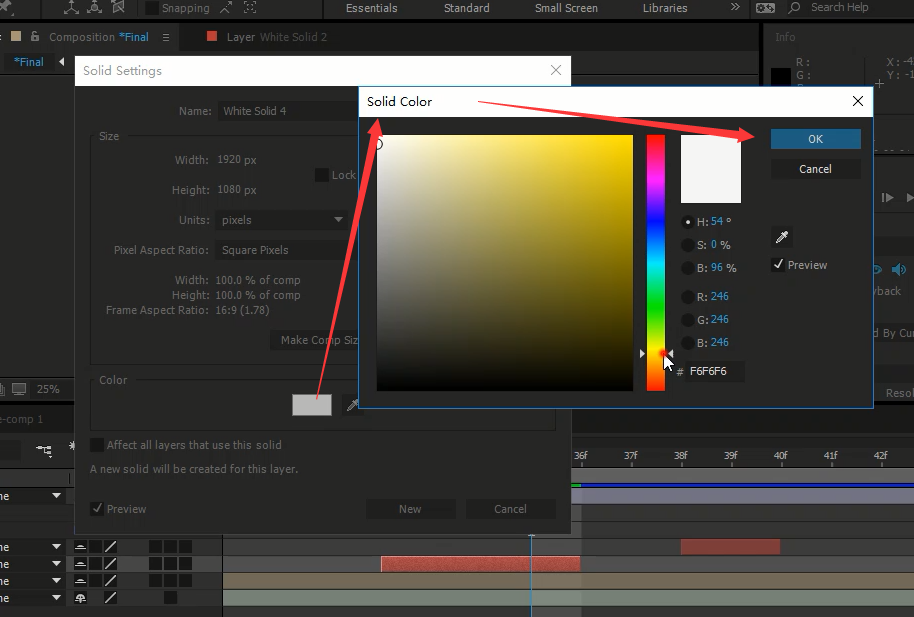 Snapping Essentials Standard Small Screen Libraries » Search Help
Composition *Final Layer White Solid 2 Info
*Final
R: X: -4
G: Y: -1
Solid Settings
Name: White Solid 4
Size
Width: 1920 px
Lock
Height: 1080 px
Units: pixels
Pixel Aspect Ratio: Square Pixels
Width: 100.0 % of comp
Height: 100.0 % of comp
Frame Aspect Ratio: 16:9 (1.78)
Make Comp Siz
Color
Affect all layers that use this solid
A new solid will be created for this layer.
Preview New Cancel
Solid Color
OK
Cancel
H: 54 °
S: 0 %
B: 96 %
Preview
R: 246
G: 246
B: 246
# F6F6F6
yback
d By Cur
Resol
25%
e-comp 1
36f 37f 38f 39f 40f 41f 42f
ne
ne
ne
ne
ne